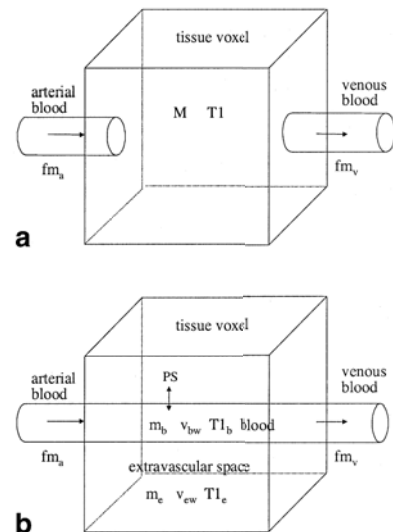 tissue voxel
arterial
blood
venous
blood
M T1
fm_a
fm_v
a
tissue voxel
arterial
blood
PS
venous
blood
m_b v_bw T1_b blood
fm_a
fm_v
extravascular space
m_e v_ew T1_e
b